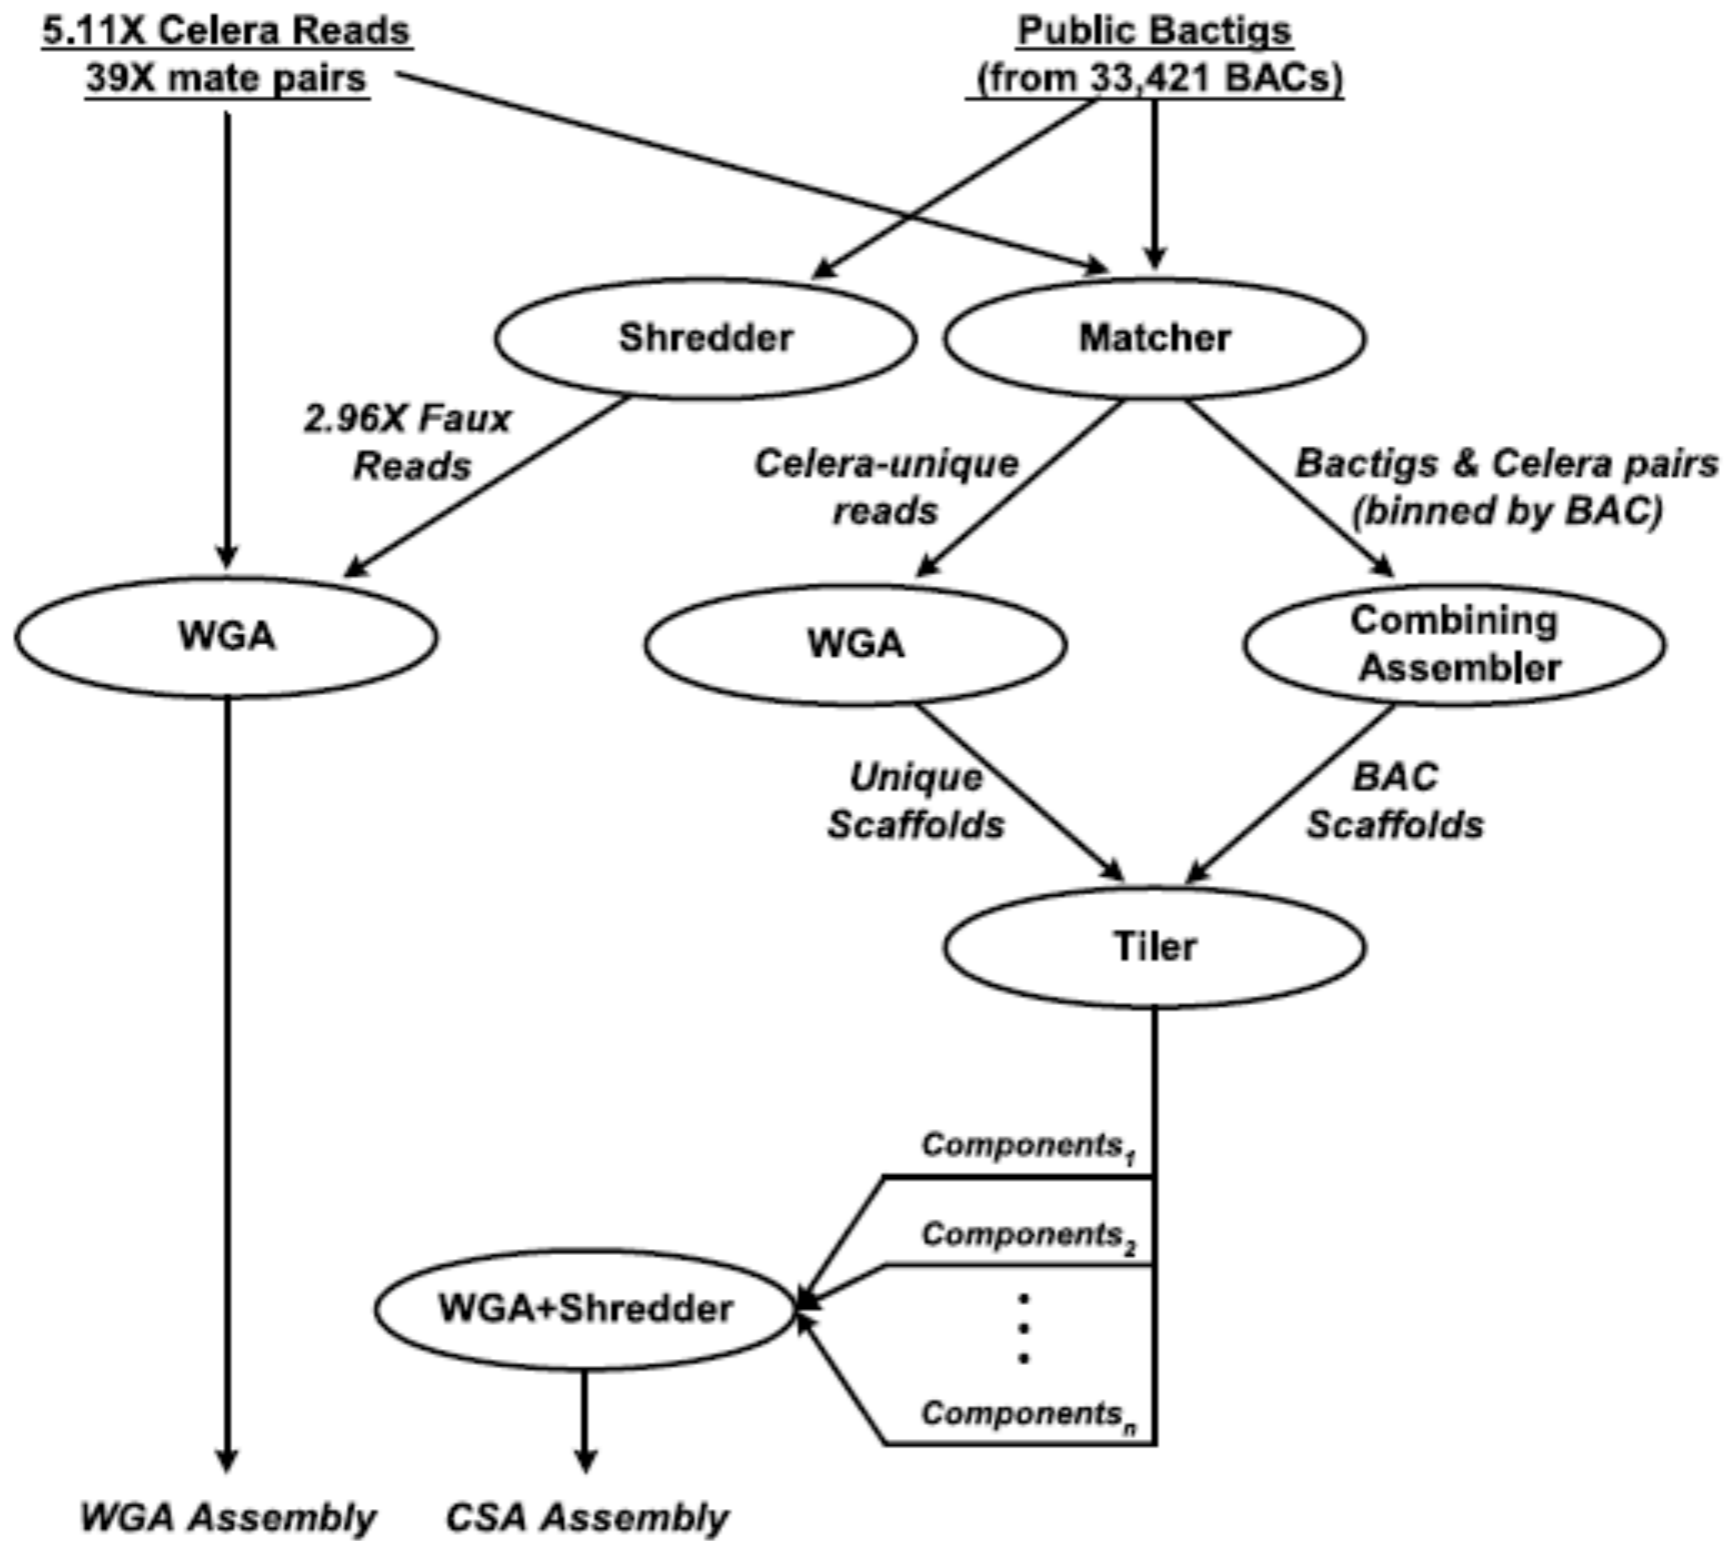 5.11X Celera Reads
39X mate pairs
Public Bactigs
(from 33,421 BACs)
Shredder
Matcher
2.96X Faux
Reads
Celera-unique
reads
Bactigs & Celera pairs
(binned by BAC)
WGA
WGA
Combining
Assembler
Unique
Scaffolds
BAC
Scaffolds
Tiler
Components1
Components2
Componentsn
WGA+Shredder
WGA Assembly
CSA Assembly